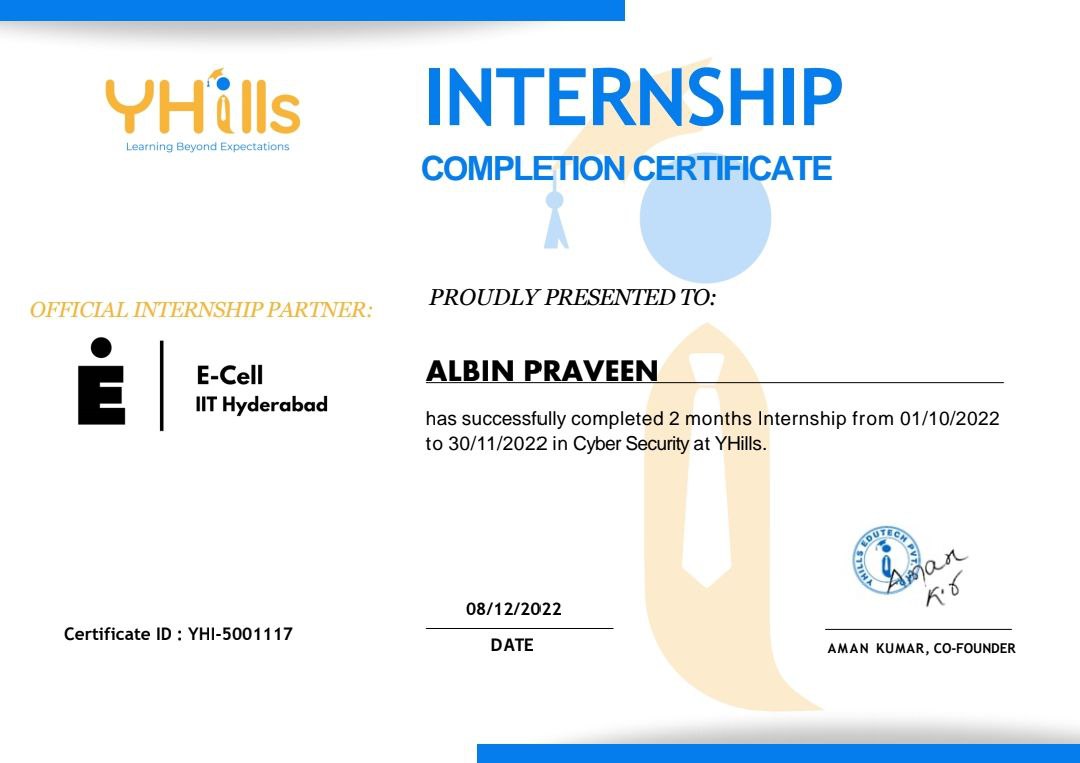 YHills
Learning Beyond Expectations
INTERNSHIP
COMPLETION CERTIFICATE
OFFICIAL INTERNSHIP PARTNER:
E-Cell
IIT Hyderabad
PROUDLY PRESENTED TO:
ALBIN PRAVEEN
has successfully completed 2 months Internship from 01/10/2022
to 30/11/2022 in Cyber Security at YHills.
YHILLS EDUTECH PVT.
Aman
K.
Certificate ID : YHI-5001117
08/12/2022
DATE
AMAN KUMAR, CO-FOUNDER